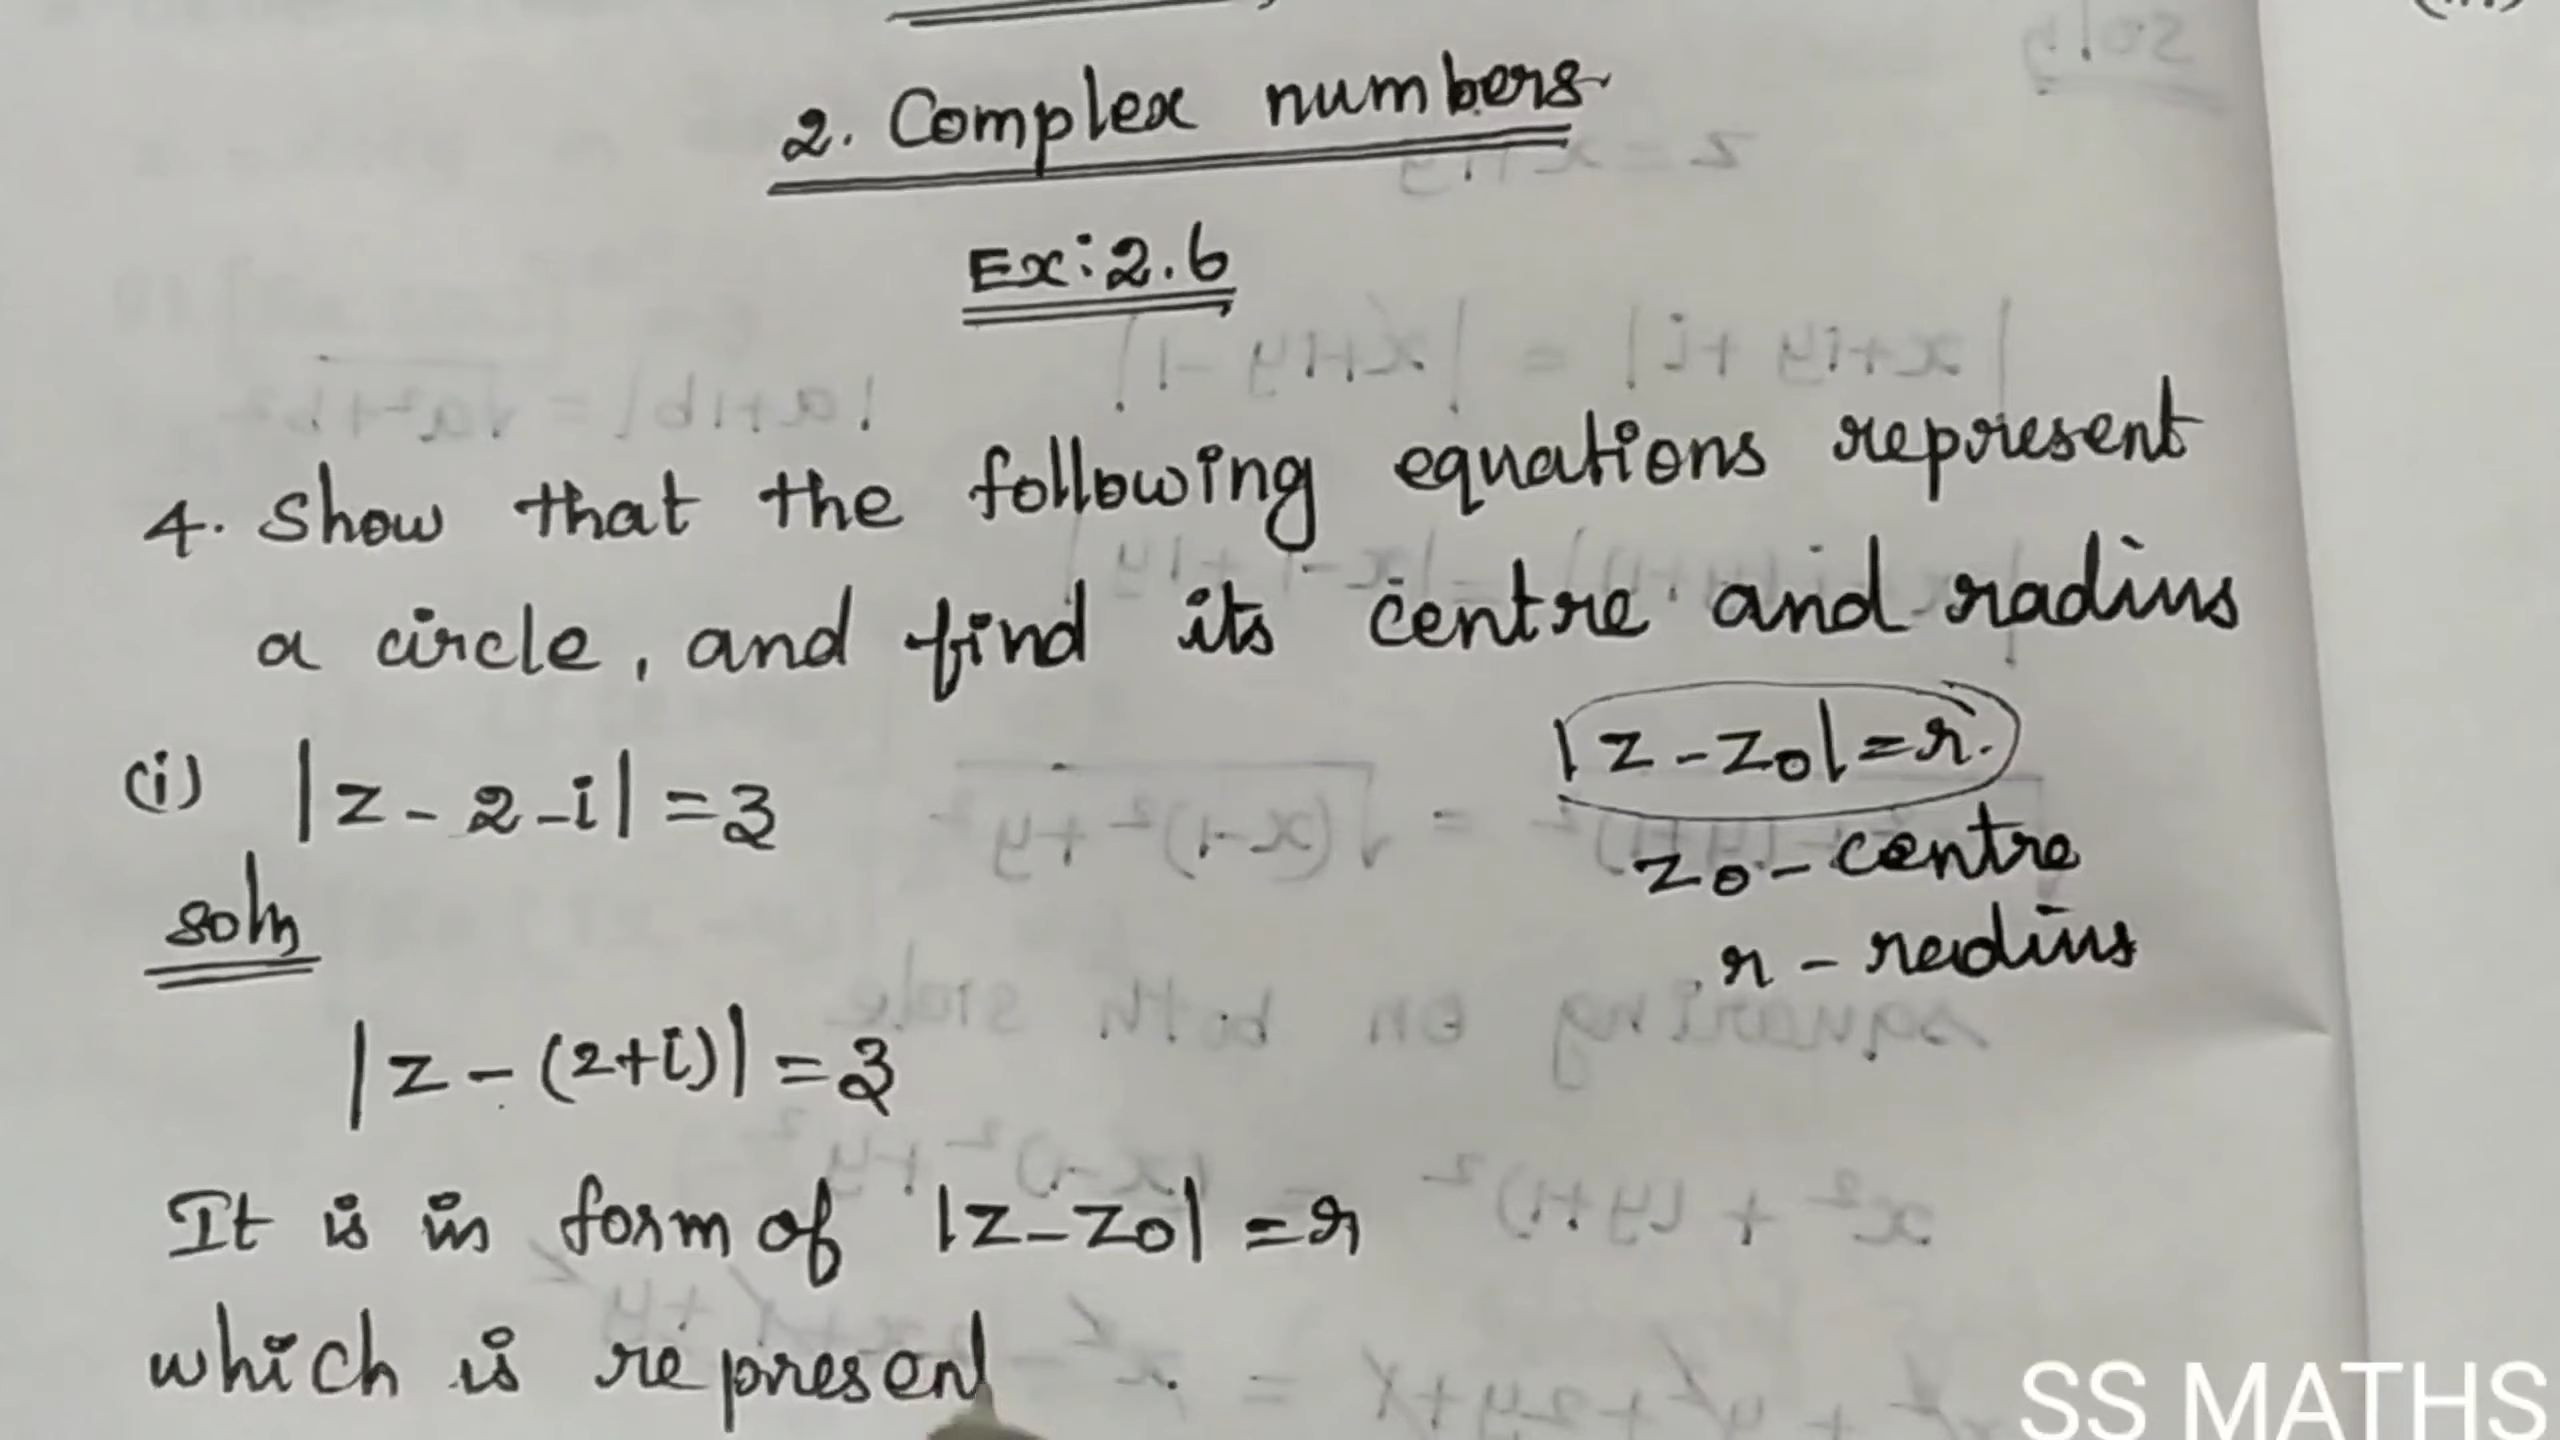 2. Complex numbers
Ex: 2.6
4. Show that the following equations represent
a circle, and find its centre and radius
(i) |z - 2 - i| = 3
|z - z0| = r.
z0 - centre
r - radius
soln
|z - (2+i)| = 3
It is in form of |z - z0| = r
which is represent
SS MATHS